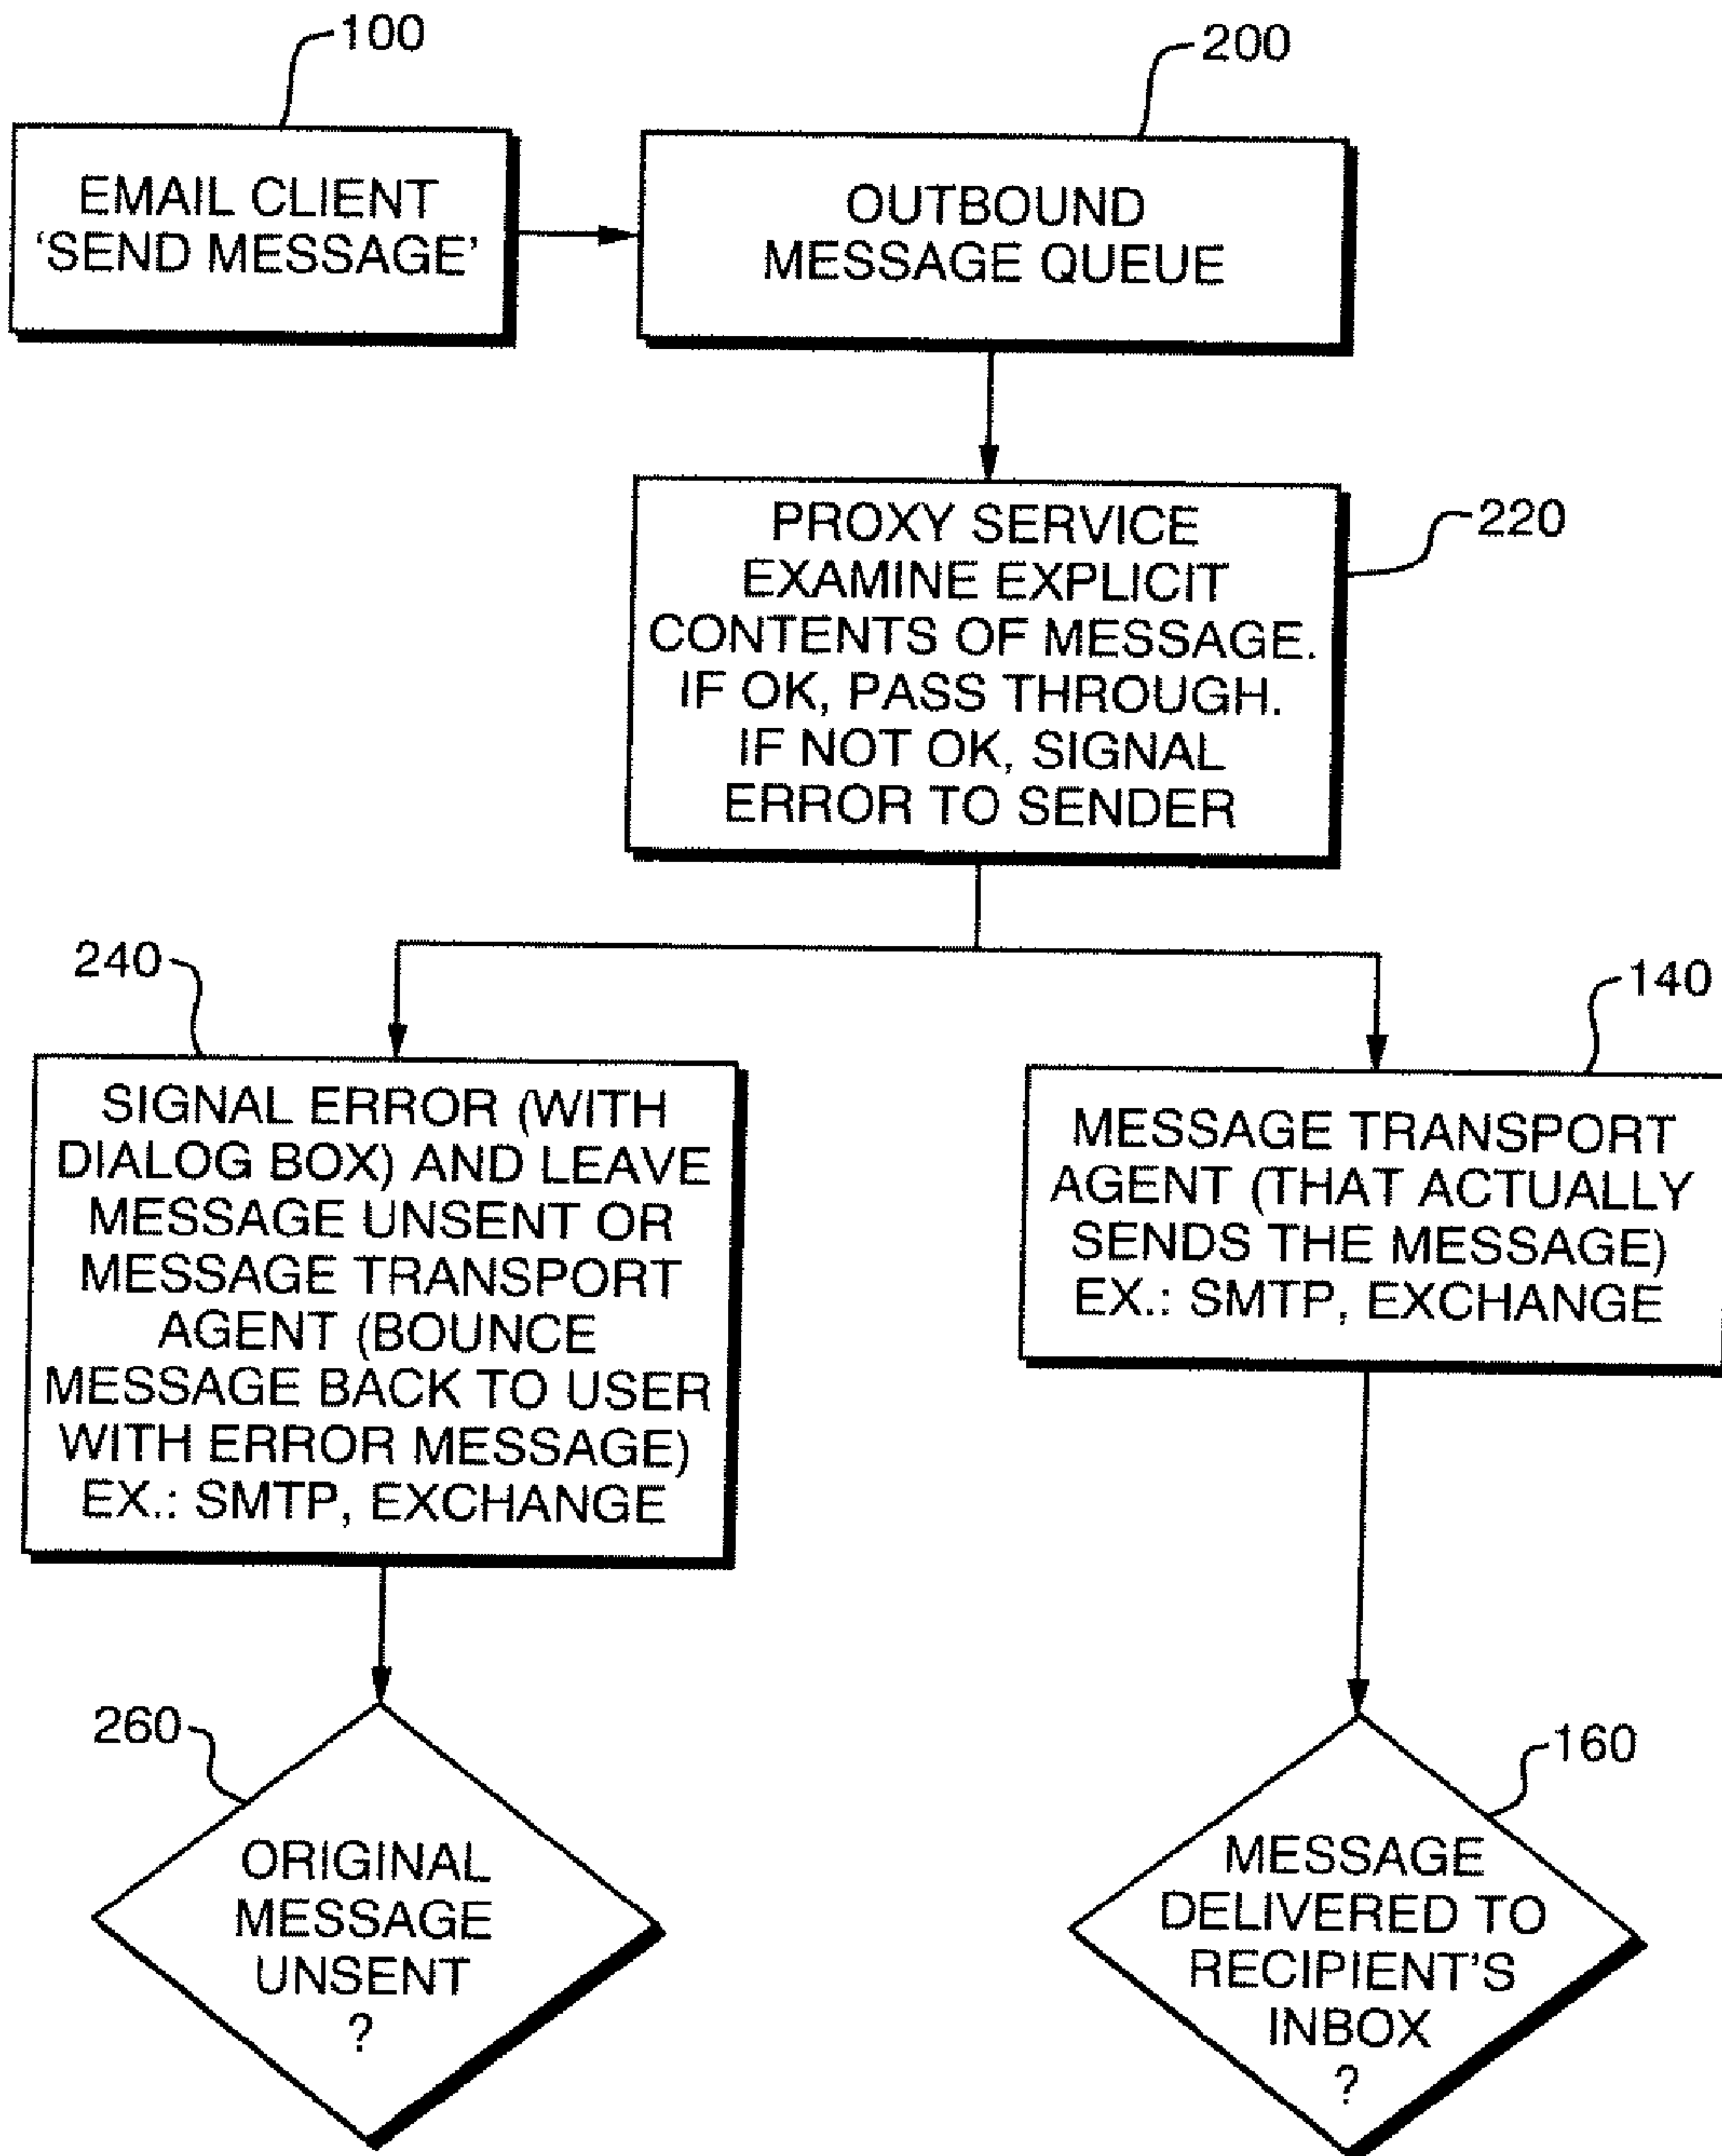 100
200
EMAIL CLIENT
‘SEND MESSAGE’
OUTBOUND
MESSAGE QUEUE
PROXY SERVICE
EXAMINE EXPLICIT
CONTENTS OF MESSAGE.
IF OK, PASS THROUGH.
IF NOT OK, SIGNAL
ERROR TO SENDER
220
240
140
SIGNAL ERROR (WITH
DIALOG BOX) AND LEAVE
MESSAGE UNSENT OR
MESSAGE TRANSPORT
AGENT (BOUNCE
MESSAGE BACK TO USER
WITH ERROR MESSAGE)
EX.: SMTP, EXCHANGE
MESSAGE TRANSPORT
AGENT (THAT ACTUALLY
SENDS THE MESSAGE)
EX.: SMTP, EXCHANGE
260
160
ORIGINAL
MESSAGE
UNSENT
?
MESSAGE
DELIVERED TO
RECIPIENT'S
INBOX
?